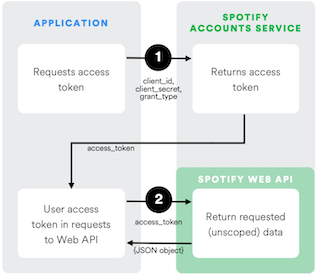 APPLICATION
SPOTIFY
ACCOUNTS SERVICE
Requests access
token
1
client_id,
client_secret,
grant_type
Returns access
token
access_token
User access
token in requests
to Web API
2
access_token
{JSON object}
SPOTIFY WEB API
Return requested
(unscoped) data